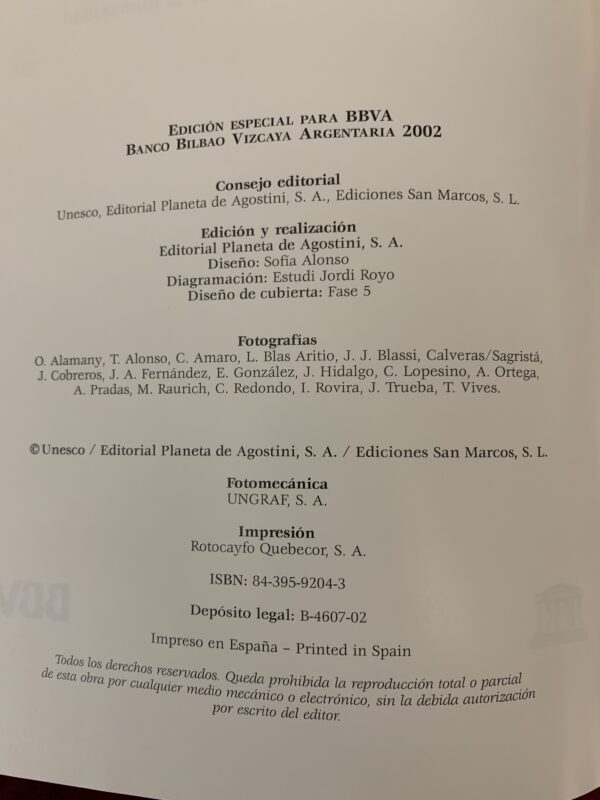 EDICIÓN ESPECIAL PARA BBVA
BANCO BILBAO VIZCAYA ARGENTARIA 2002
Consejo editorial
Unesco, Editorial Planeta de Agostini, S. A., Ediciones San Marcos, S. L.
Edición y realización
Editorial Planeta de Agostini, S. A.
Diseño: Sofía Alonso
Diagramación: Estudi Jordi Royo
Diseño de cubierta: Fase 5
Fotografías
O. Alamany, T. Alonso, C. Amaro, L. Blas Aritio, J. J. Blassi, Calveras/Sagristá,
J. Cobreros, J. A. Fernández, E. González, J. Hidalgo, C. Lopesino, A. Ortega,
A. Pradas, M. Raurich, C. Redondo, I. Rovira, J. Trueba, T. Vives.
© Unesco / Editorial Planeta de Agostini, S. A. / Ediciones San Marcos, S. L.
Fotomecánica
UNGRAF, S. A.
Impresión
Rotocayfo Quebecor, S. A.
ISBN: 84-395-9204-3
Depósito legal: B-4607-02
Impreso en España – Printed in Spain
Todos los derechos reservados. Queda prohibida la reproducción total o parcial
de esta obra por cualquier medio mecánico o electrónico, sin la debida autorización
por escrito del editor.